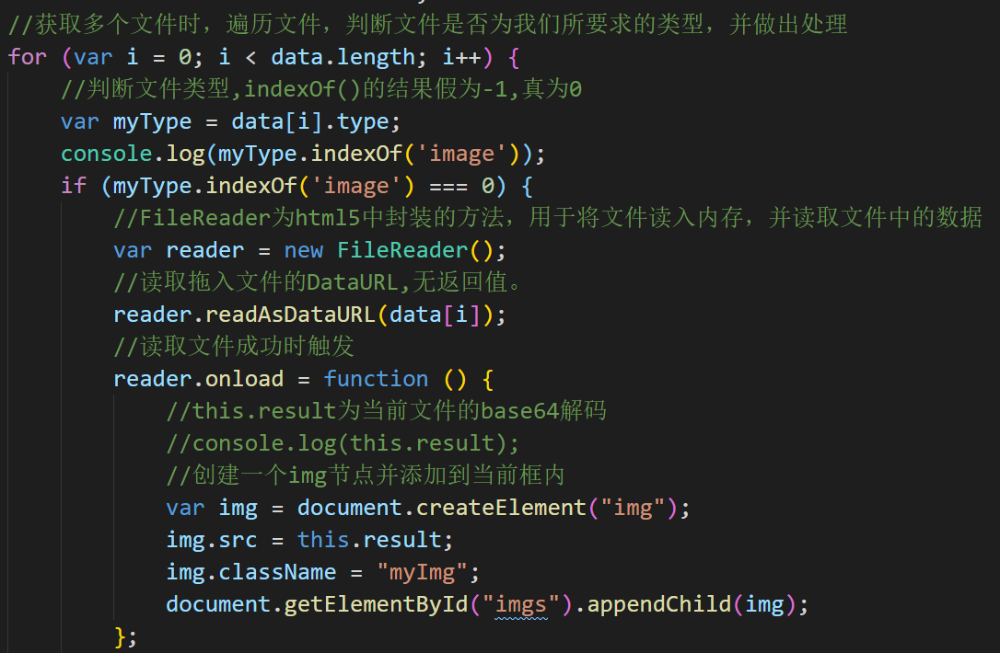 //获取多个文件时，遍历文件，判断文件是否为我们所要求的类型，并做出处理
for (var i = 0; i < data.length; i++) {
    //判断文件类型,indexOf()的结果假为-1,真为0
    var myType = data[i].type;
    console.log(myType.indexOf('image'));
    if (myType.indexOf('image') === 0) {
        //FileReader为html5中封装的方法，用于将文件读入内存，并读取文件中的数据
        var reader = new FileReader();
        //读取拖入文件的DataURL,无返回值。
        reader.readAsDataURL(data[i]);
        //读取文件成功时触发
        reader.onload = function () {
            //this.result为当前文件的base64解码
            //console.log(this.result);
            //创建一个img节点并添加到当前框内
            var img = document.createElement("img");
            img.src = this.result;
            img.className = "myImg";
            document.getElementById("imgs").appendChild(img);
        };